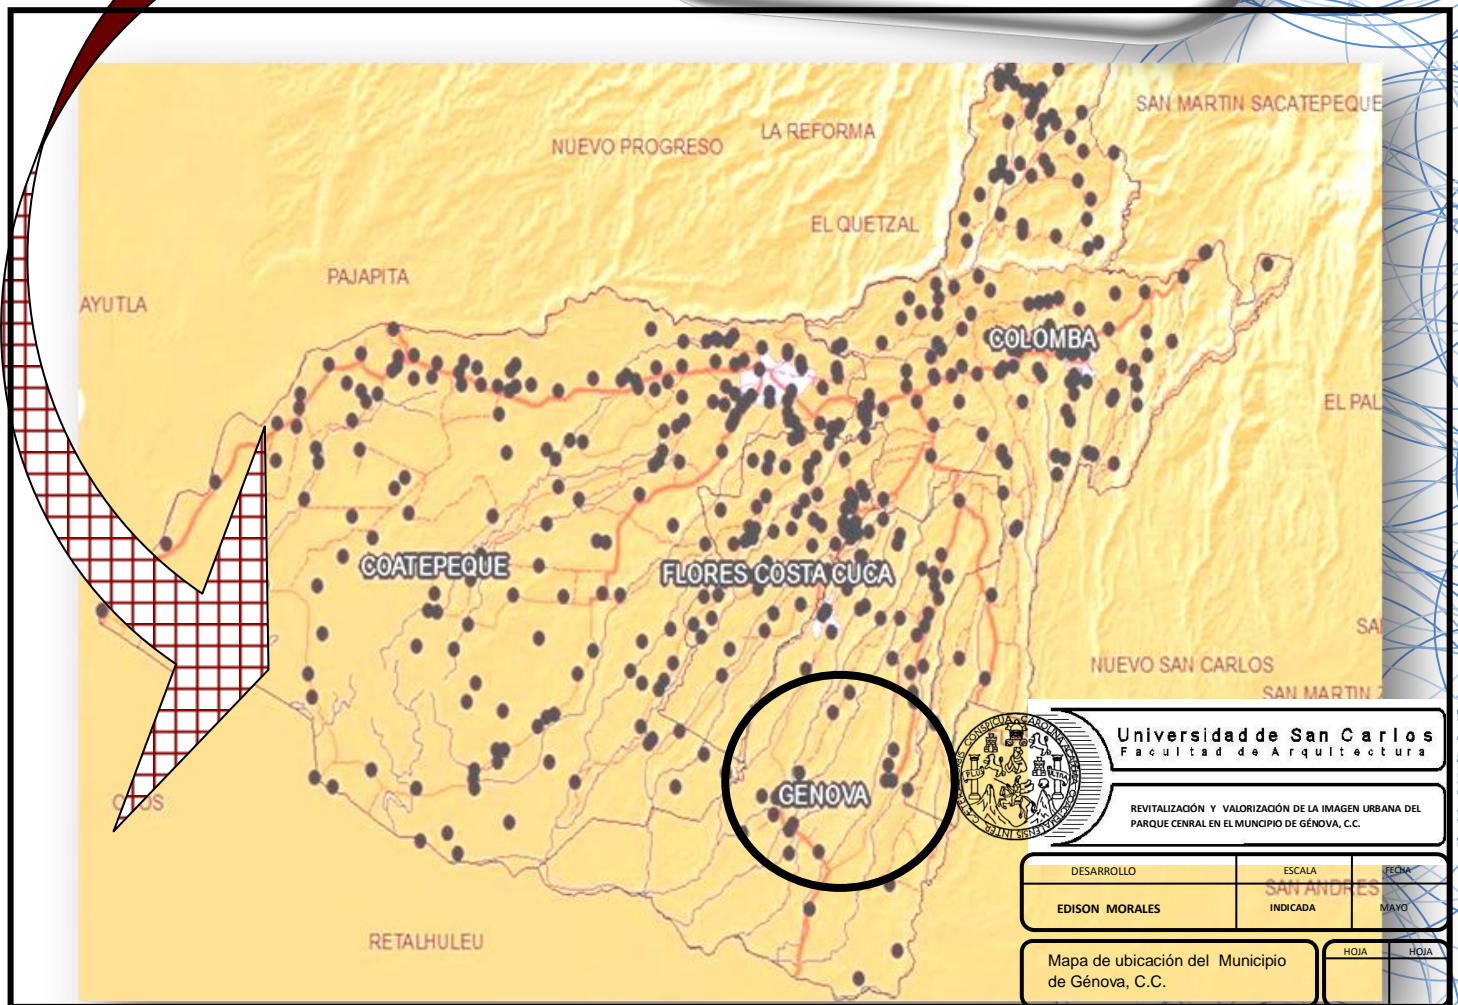 SAN MARTIN SACATEPEQUE
LA REFORMA
NUEVO PROGRESO
EL QUETZAL
PAJAPITA
AYUTLA
COLOMBA
EL PAL
COATEPEQUE
FLORES COSTA CUCA
SA
NUEVO SAN CARLOS
SAN MARTIN Z
GENOVA
OCOS
RETALHULEU
SAN ANDRES
Universidad de San Carlos
Facultad de Arquitectura
REVITALIZACIÓN Y VALORIZACIÓN DE LA IMAGEN URBANA DEL
PARQUE CENRAL EN EL MUNCIPIO DE GÉNOVA, C.C.
DESARROLLO ESCALA FECHA
EDISON MORALES INDICADA MAYO
Mapa de ubicación del Municipio
de Génova, C.C.
HOJA HOJA